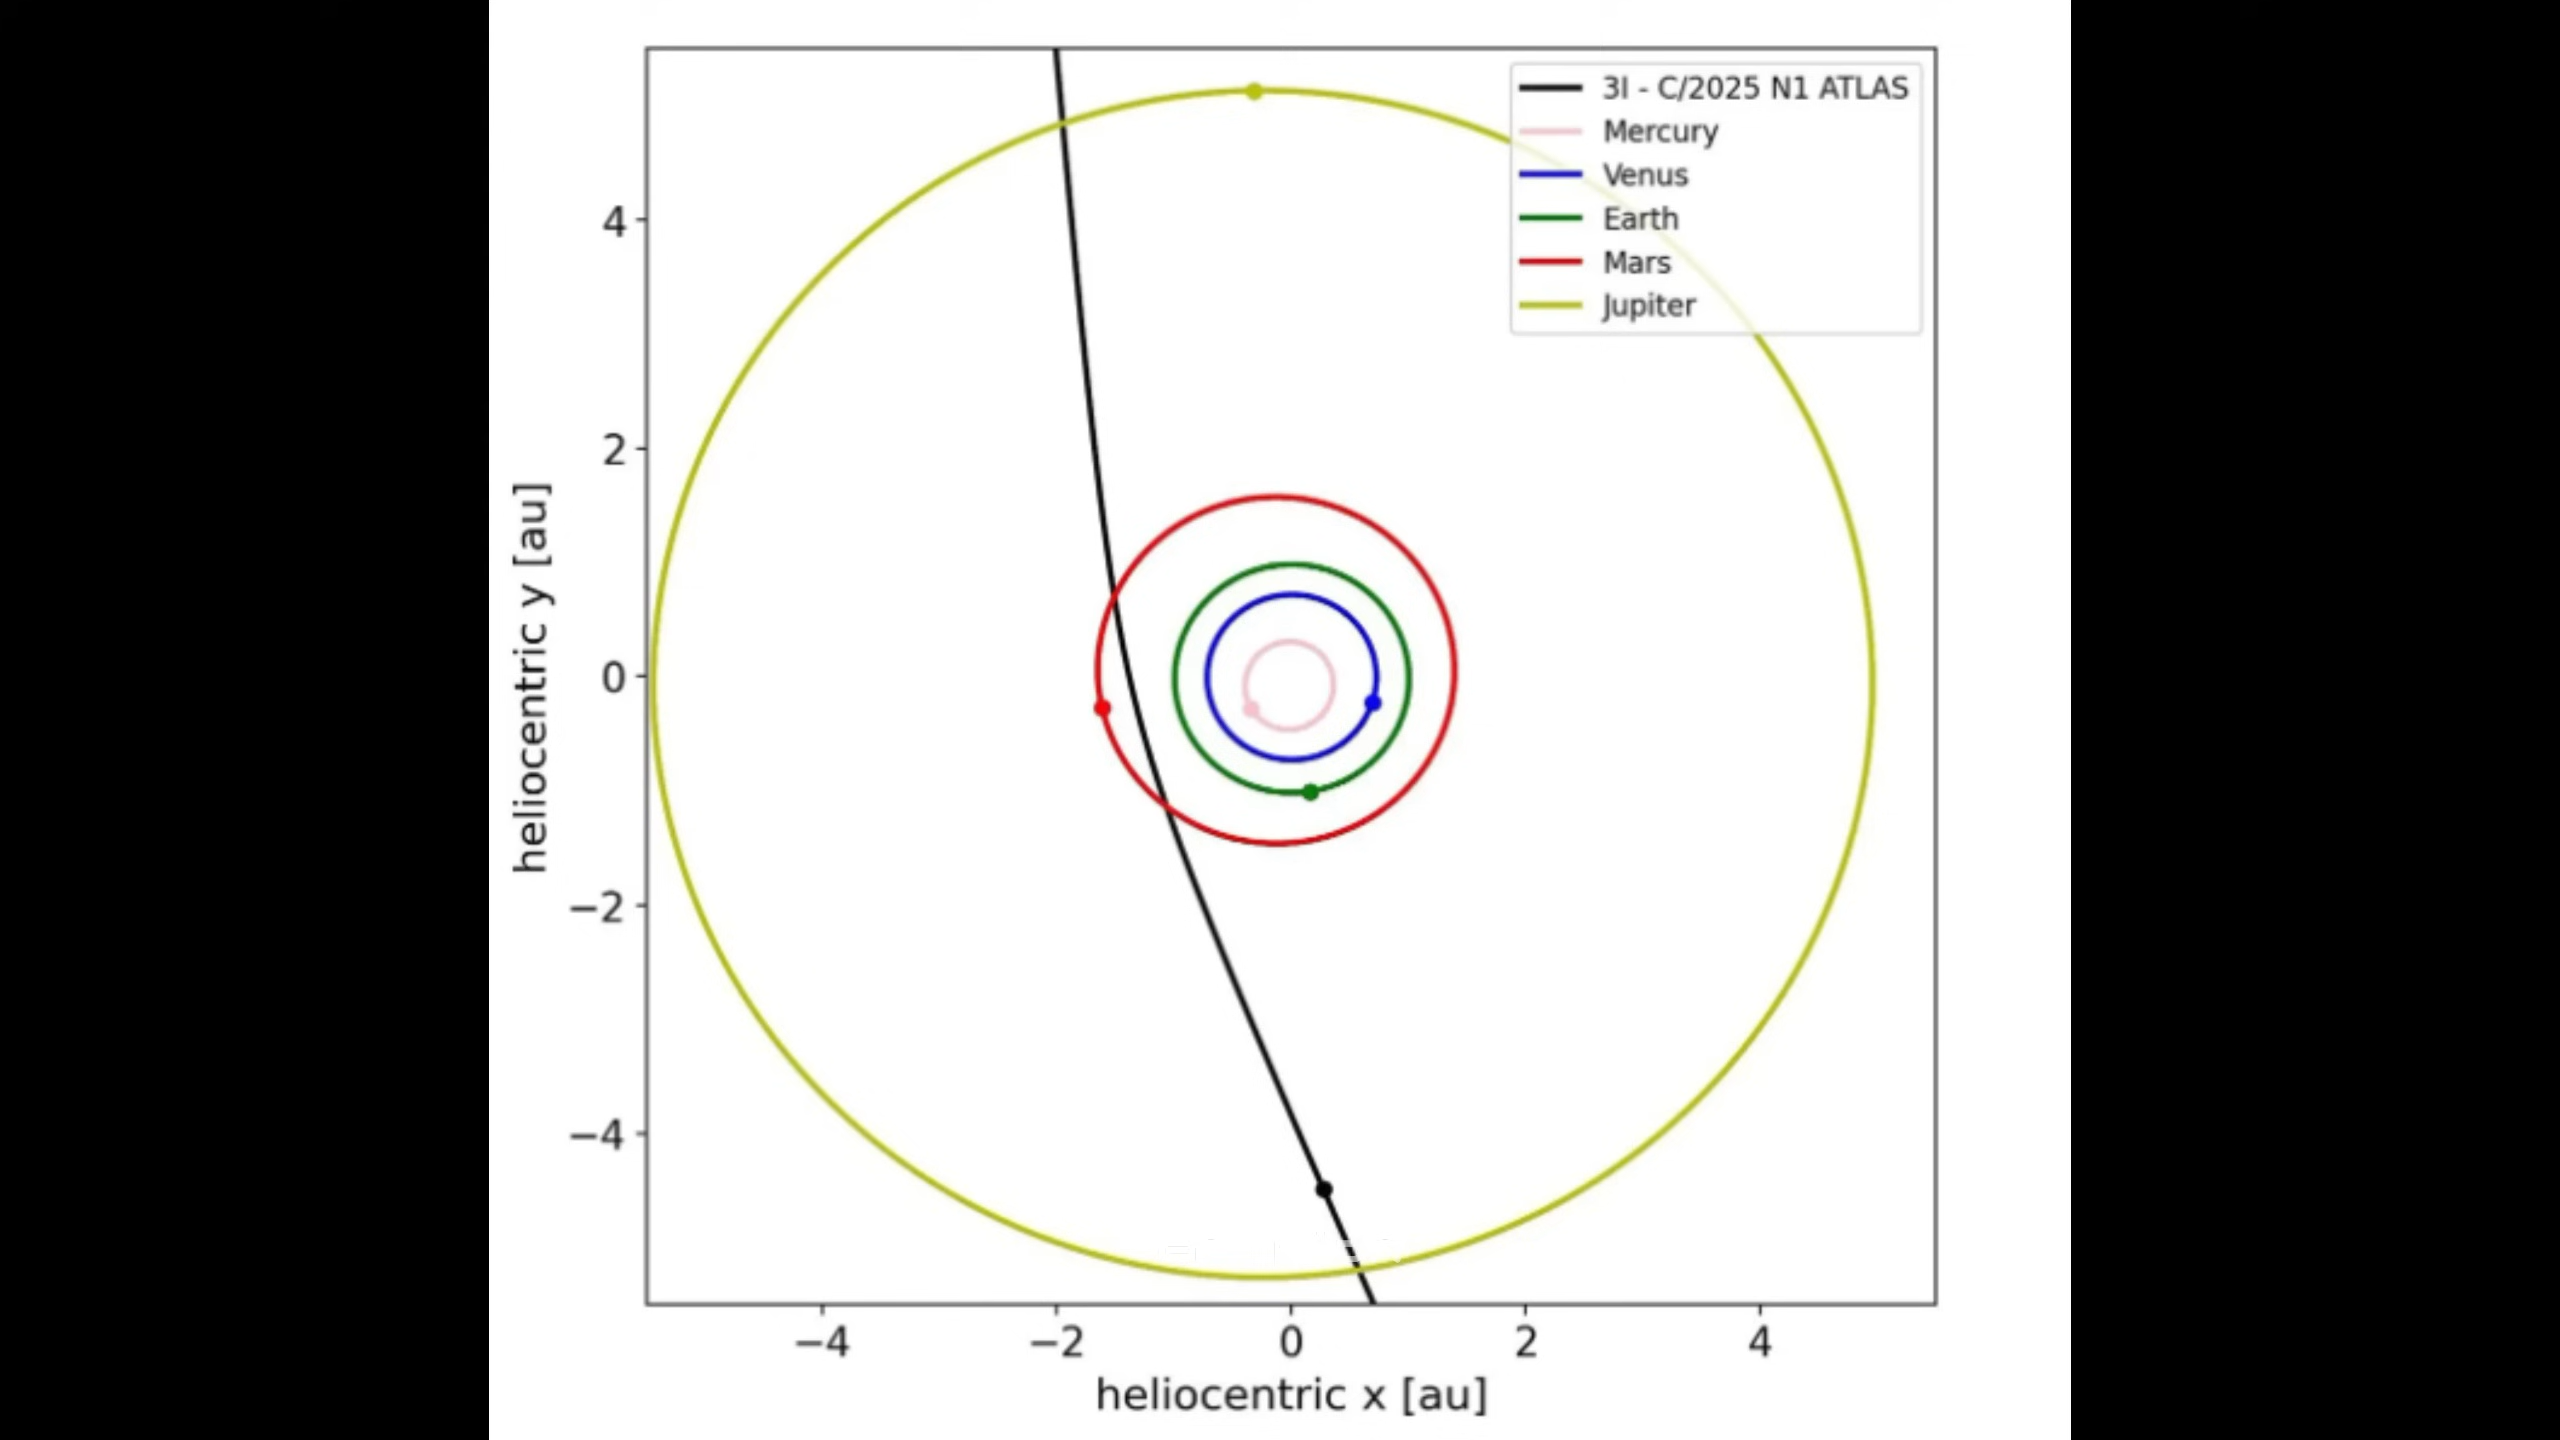 3I - C/2025 N1 ATLAS
Mercury
Venus
Earth
Mars
Jupiter
heliocentric y [au]
4
2
0
−2
−4
−4
−2
0
2
4
heliocentric x [au]